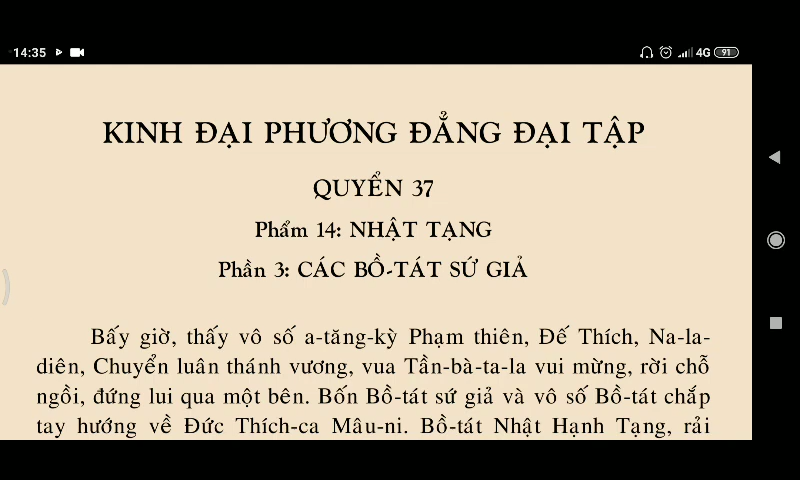 14:35
4G 91
KINH ĐẠI PHƯƠNG ĐẲNG ĐẠI TẬP
QUYỂN 37
Phẩm 14: NHẬT TẠNG
Phần 3: CÁC BỒ-TÁT SỨ GIẢ
Bấy giờ, thấy vô số a-tăng-kỳ Phạm thiên, Đế Thích, Na-la-
diên, Chuyển luân thánh vương, vua Tần-bà-ta-la vui mừng, rời chỗ
ngồi, đứng lui qua một bên. Bốn Bồ-tát sứ giả và vô số Bồ-tát chắp
tay hướng về Đức Thích-ca Mâu-ni. Bồ-tát Nhật Hạnh Tạng, rải